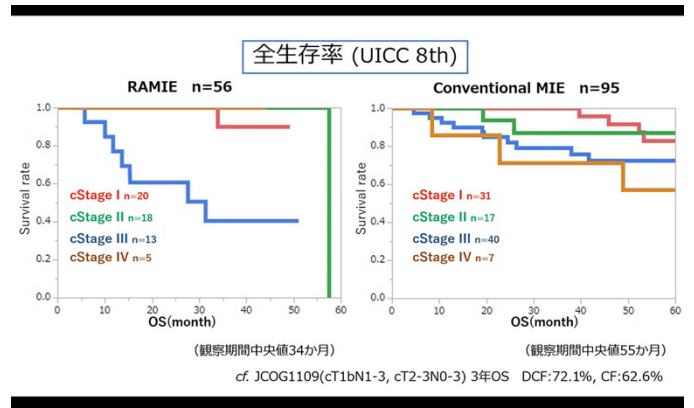 全生存率 (UICC 8th)
RAMIE n=56
Survival rate
1.0
0.8
0.6
0.4
0.2
0.0
cStage I n=20
cStage II n=18
cStage III n=13
cStage IV n=5
0 10 20 30 40 50 60
OS(month)
（観察期間中央値34か月）
Conventional MIE n=95
Survival rate
1.0
0.8
0.6
0.4
0.2
0.0
cStage I n=31
cStage II n=17
cStage III n=40
cStage IV n=7
0 10 20 30 40 50 60
OS(month)
（観察期間中央値55か月）
cf. JCOG1109(cT1bN1-3, cT2-3N0-3) 3年OS DCF:72.1%, CF:62.6%